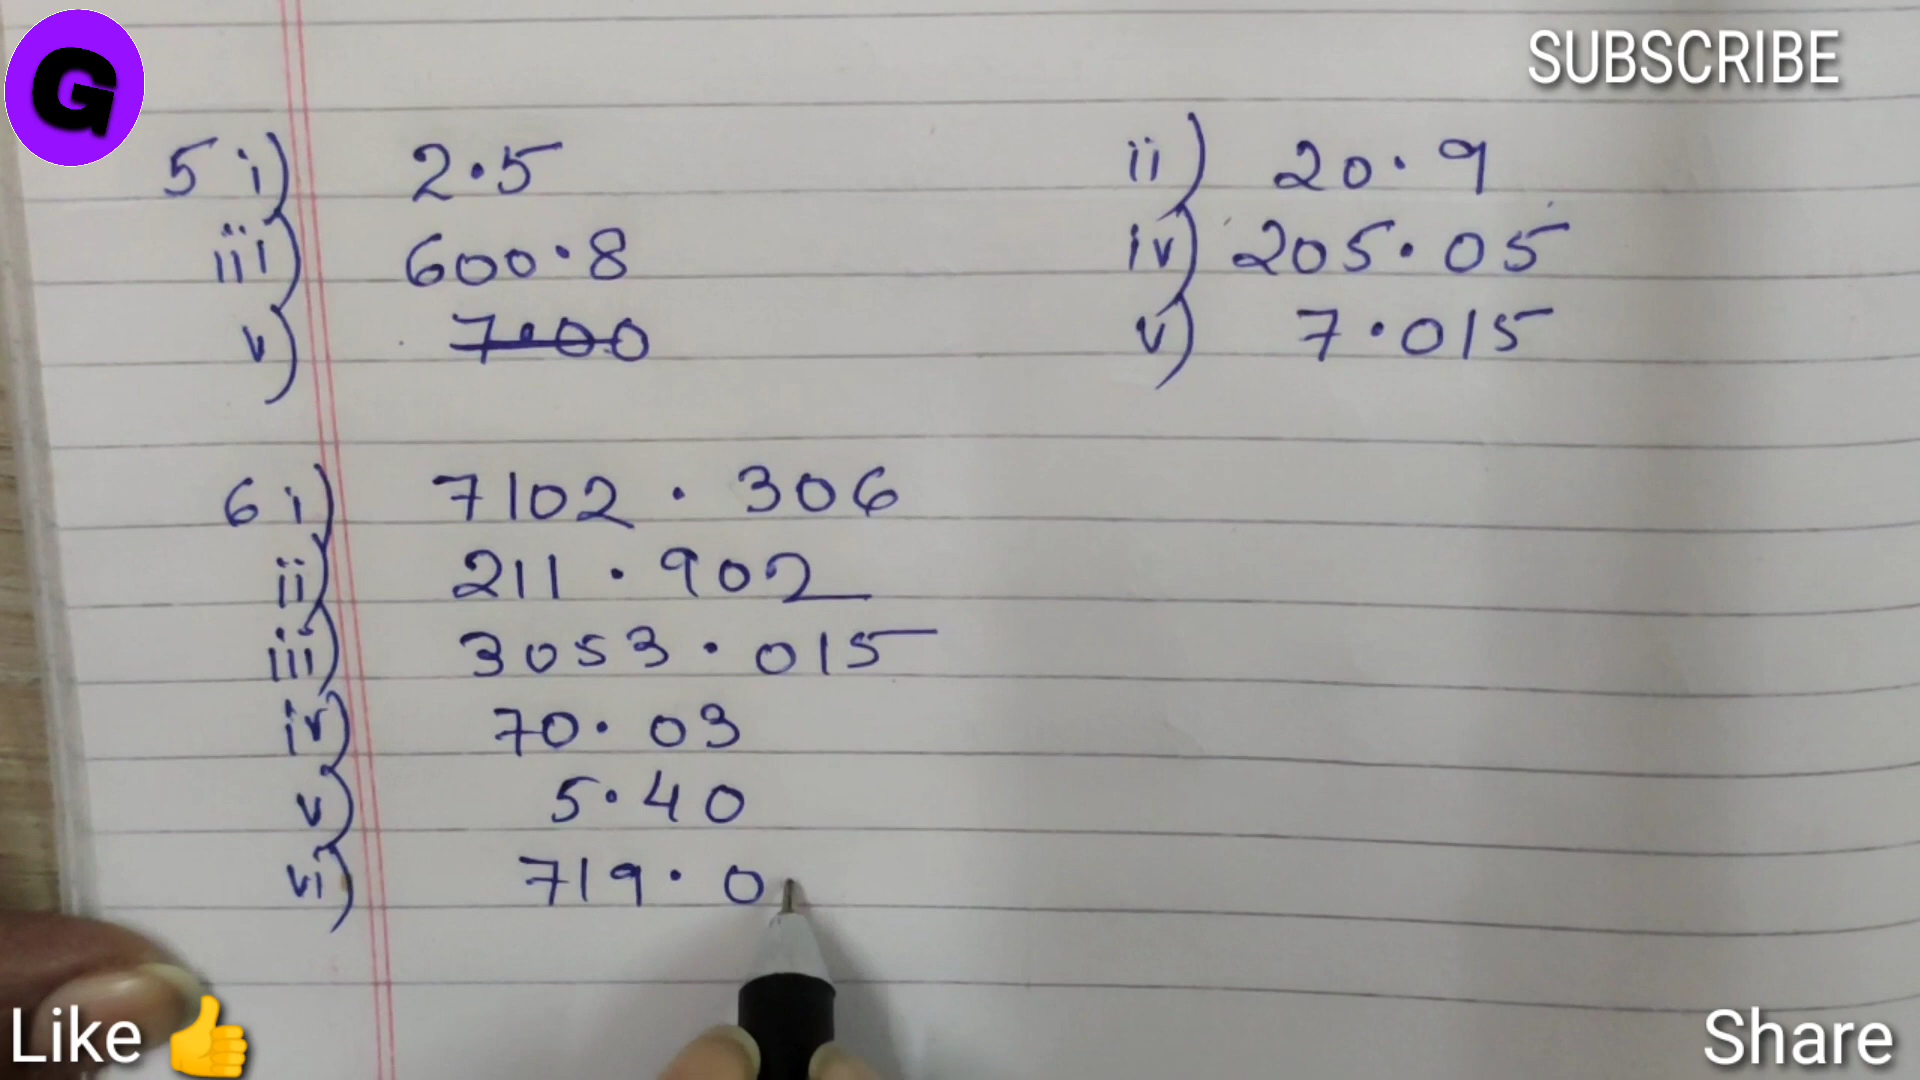 G
SUBSCRIBE
5 i) 2.5 ii) 20.9
iii) 600.8 iv) 205.05
v) 7.00 v) 7.015
6 i) 7102.306
ii) 211.902
iii) 3053.015
iv) 70.03
v) 5.40
vi) 719.0
Like 👍
Share